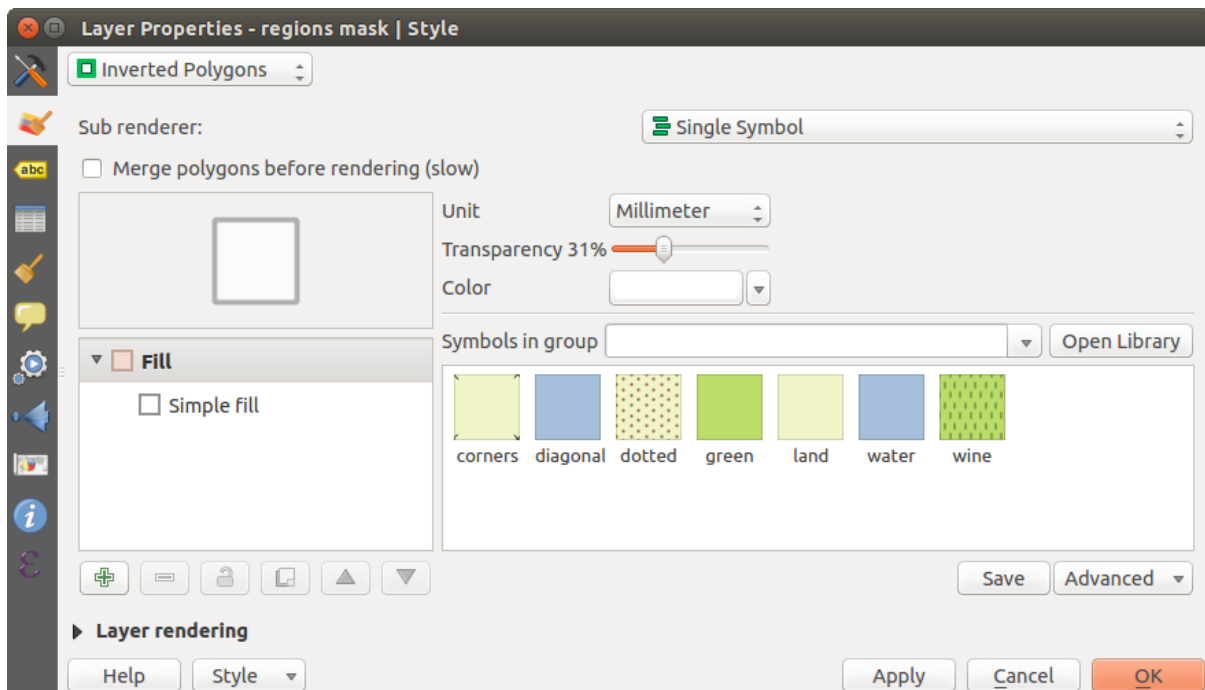 Layer Properties - regions mask | Style
Inverted Polygons
Sub renderer:
Single Symbol
abc
Merge polygons before rendering (slow)
Unit
Millimeter
Transparency 31%
Color
Symbols in group
Open Library
Fill
Simple fill
corners
diagonal
dotted
green
land
water
wine
Save
Advanced
Layer rendering
Help
Style
Apply
Cancel
OK